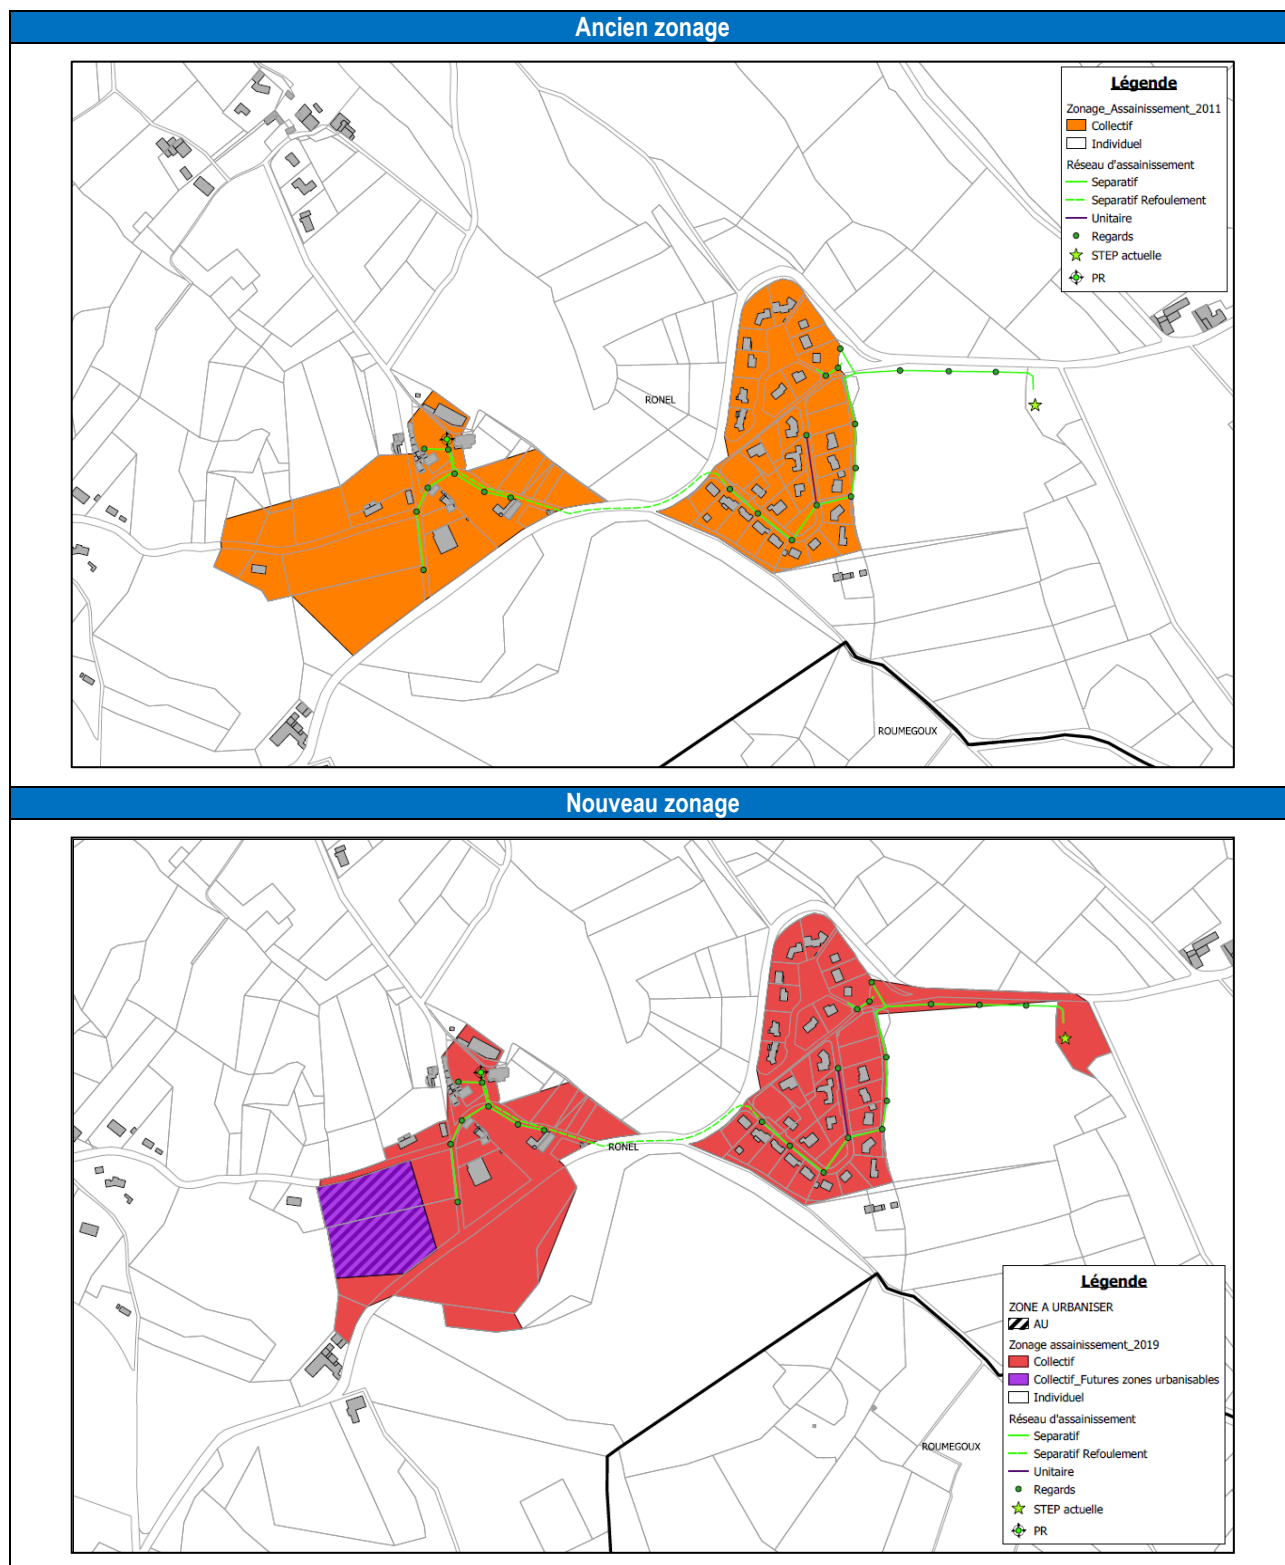 Ancien zonage
Légende
Zonage_Assainissement_2011
Collectif
Individuel
Réseau d'assainissement
Separatif
Separatif Refoulement
Unitaire
Regards
STEP actuelle
PR
RONEL
ROUMEGOUX
Nouveau zonage
RONEL
Légende
ZONE A URBANISER
AU
Zonage assainissement_2019
Collectif
Collectif_Futures zones urbanisables
Individuel
Réseau d'assainissement
Separatif
Separatif Refoulement
Unitaire
Regards
STEP actuelle
PR
ROUMEGOUX